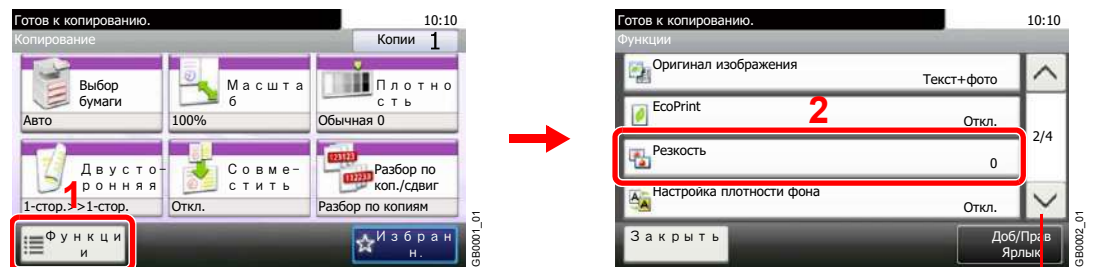 Готов к копированию. 10:10
Копирование Копии 1
Выбор
бумаги
Авто
Масшта
б
100%
Плотно
сть
Обычная 0
Двусто-
ронняя
1-стор.>>1-стор.
Совме-
стить
Откл.
Разбор по
коп./сдвиг
Разбор по копиям
1
Функци
и
Избран
н.
GB0001_01
Готов к копированию. 10:10
Функции
Оригинал изображения
Текст+фото
EcoPrint
Откл.
2
2/4
Резкость
0
Настройка плотности фона
Откл.
Закрыть
Доб/Прав
Ярлык
GB0002_01